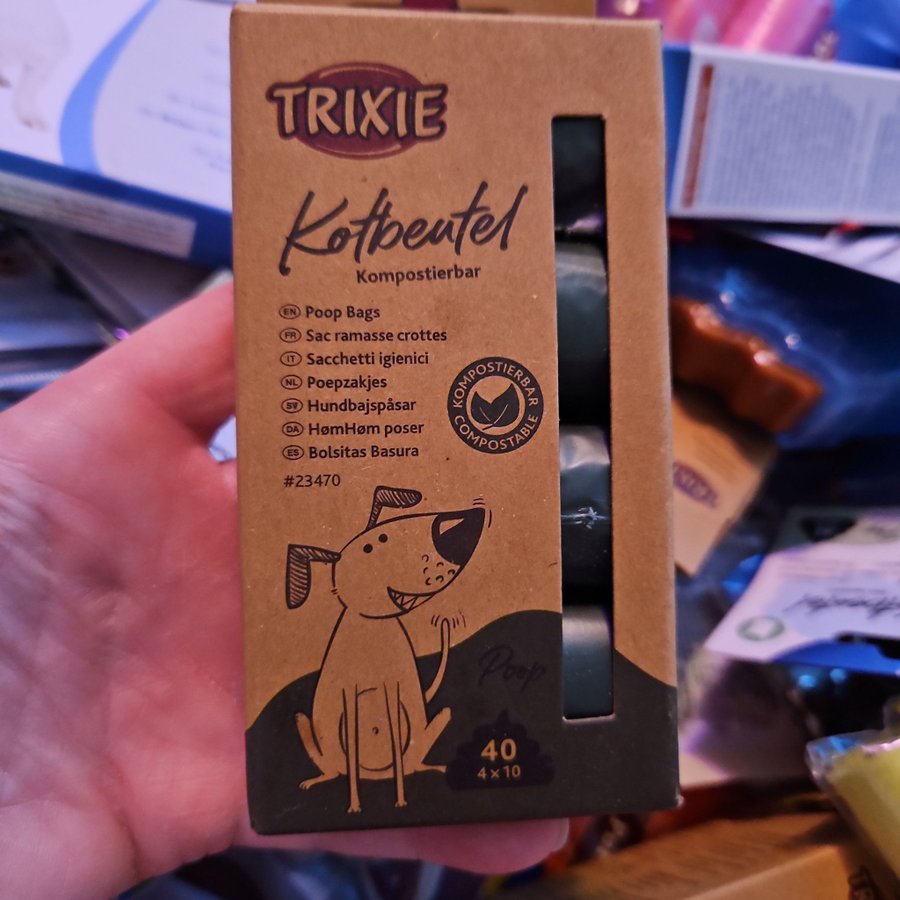 TRIXIE
Kotbeutel
Kompostierbar
EN Poop Bags
FR Sac ramasse crottes
IT Sacchetti igienici
NL Poepzakjes
SV Hundbajspåsar
DA HømHøm poser
ES Bolsitas Basura
#23470
KOMPOSTIERBAR
COMPOSTABLE
Poop
40
4 x 10